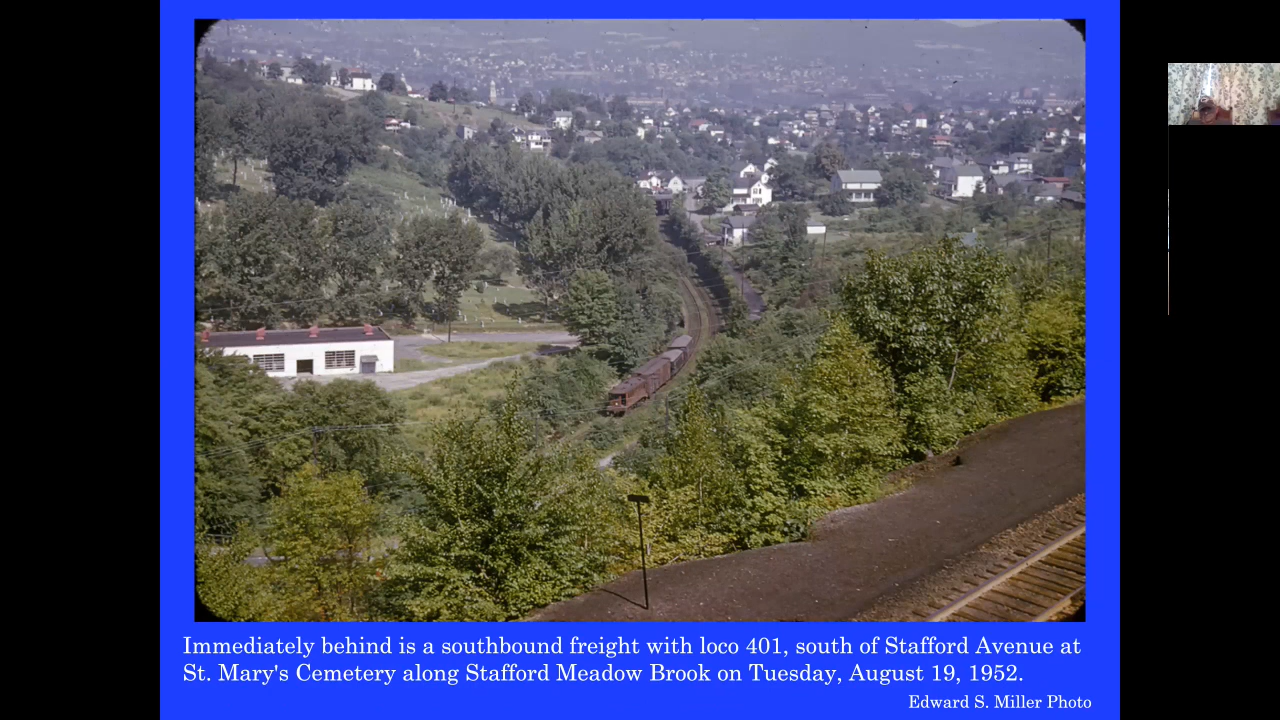 Immediately behind is a southbound freight with loco 401, south of Stafford Avenue at
St. Mary's Cemetery along Stafford Meadow Brook on Tuesday, August 19, 1952.
Edward S. Miller Photo